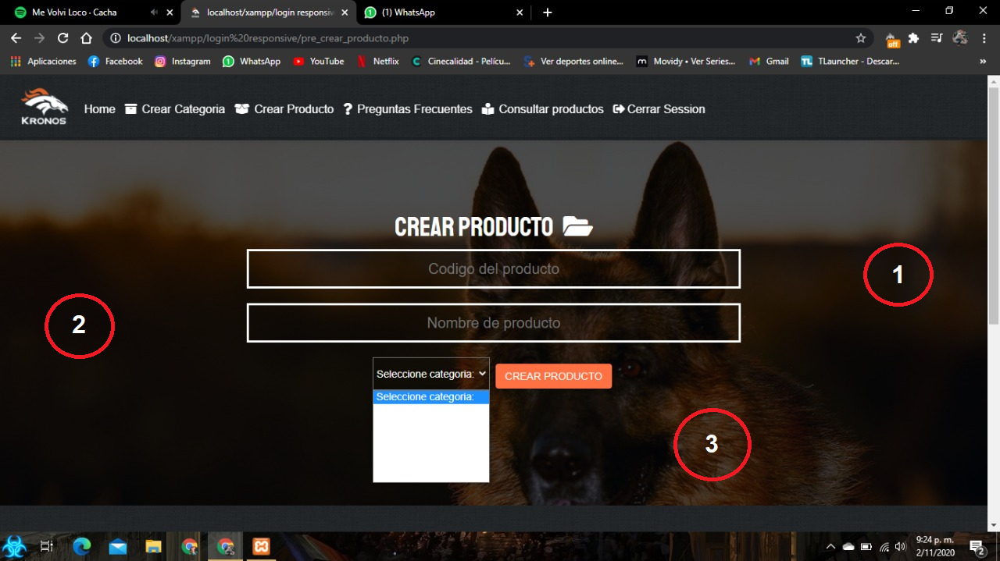 Me Volvi Loco · Cacha
localhost/xampp/login responsiv
(1) WhatsApp
localhost/xampp/login%20responsive/pre_crear_producto.php
off
Aplicaciones Facebook Instagram WhatsApp YouTube Netflix Cinecalidad - Pelícu... Ver deportes online... Movidy • Ver Series... Gmail TL TLauncher - Descar... »
KRONOS
Home Crear Categoria Crear Producto Preguntas Frecuentes Consultar productos Cerrar Session
CREAR PRODUCTO
Codigo del producto
1
2
Nombre de producto
Seleccione categoria: CREAR PRODUCTO
Seleccione categoria:
3
9:24 p. m.
2/11/2020
2